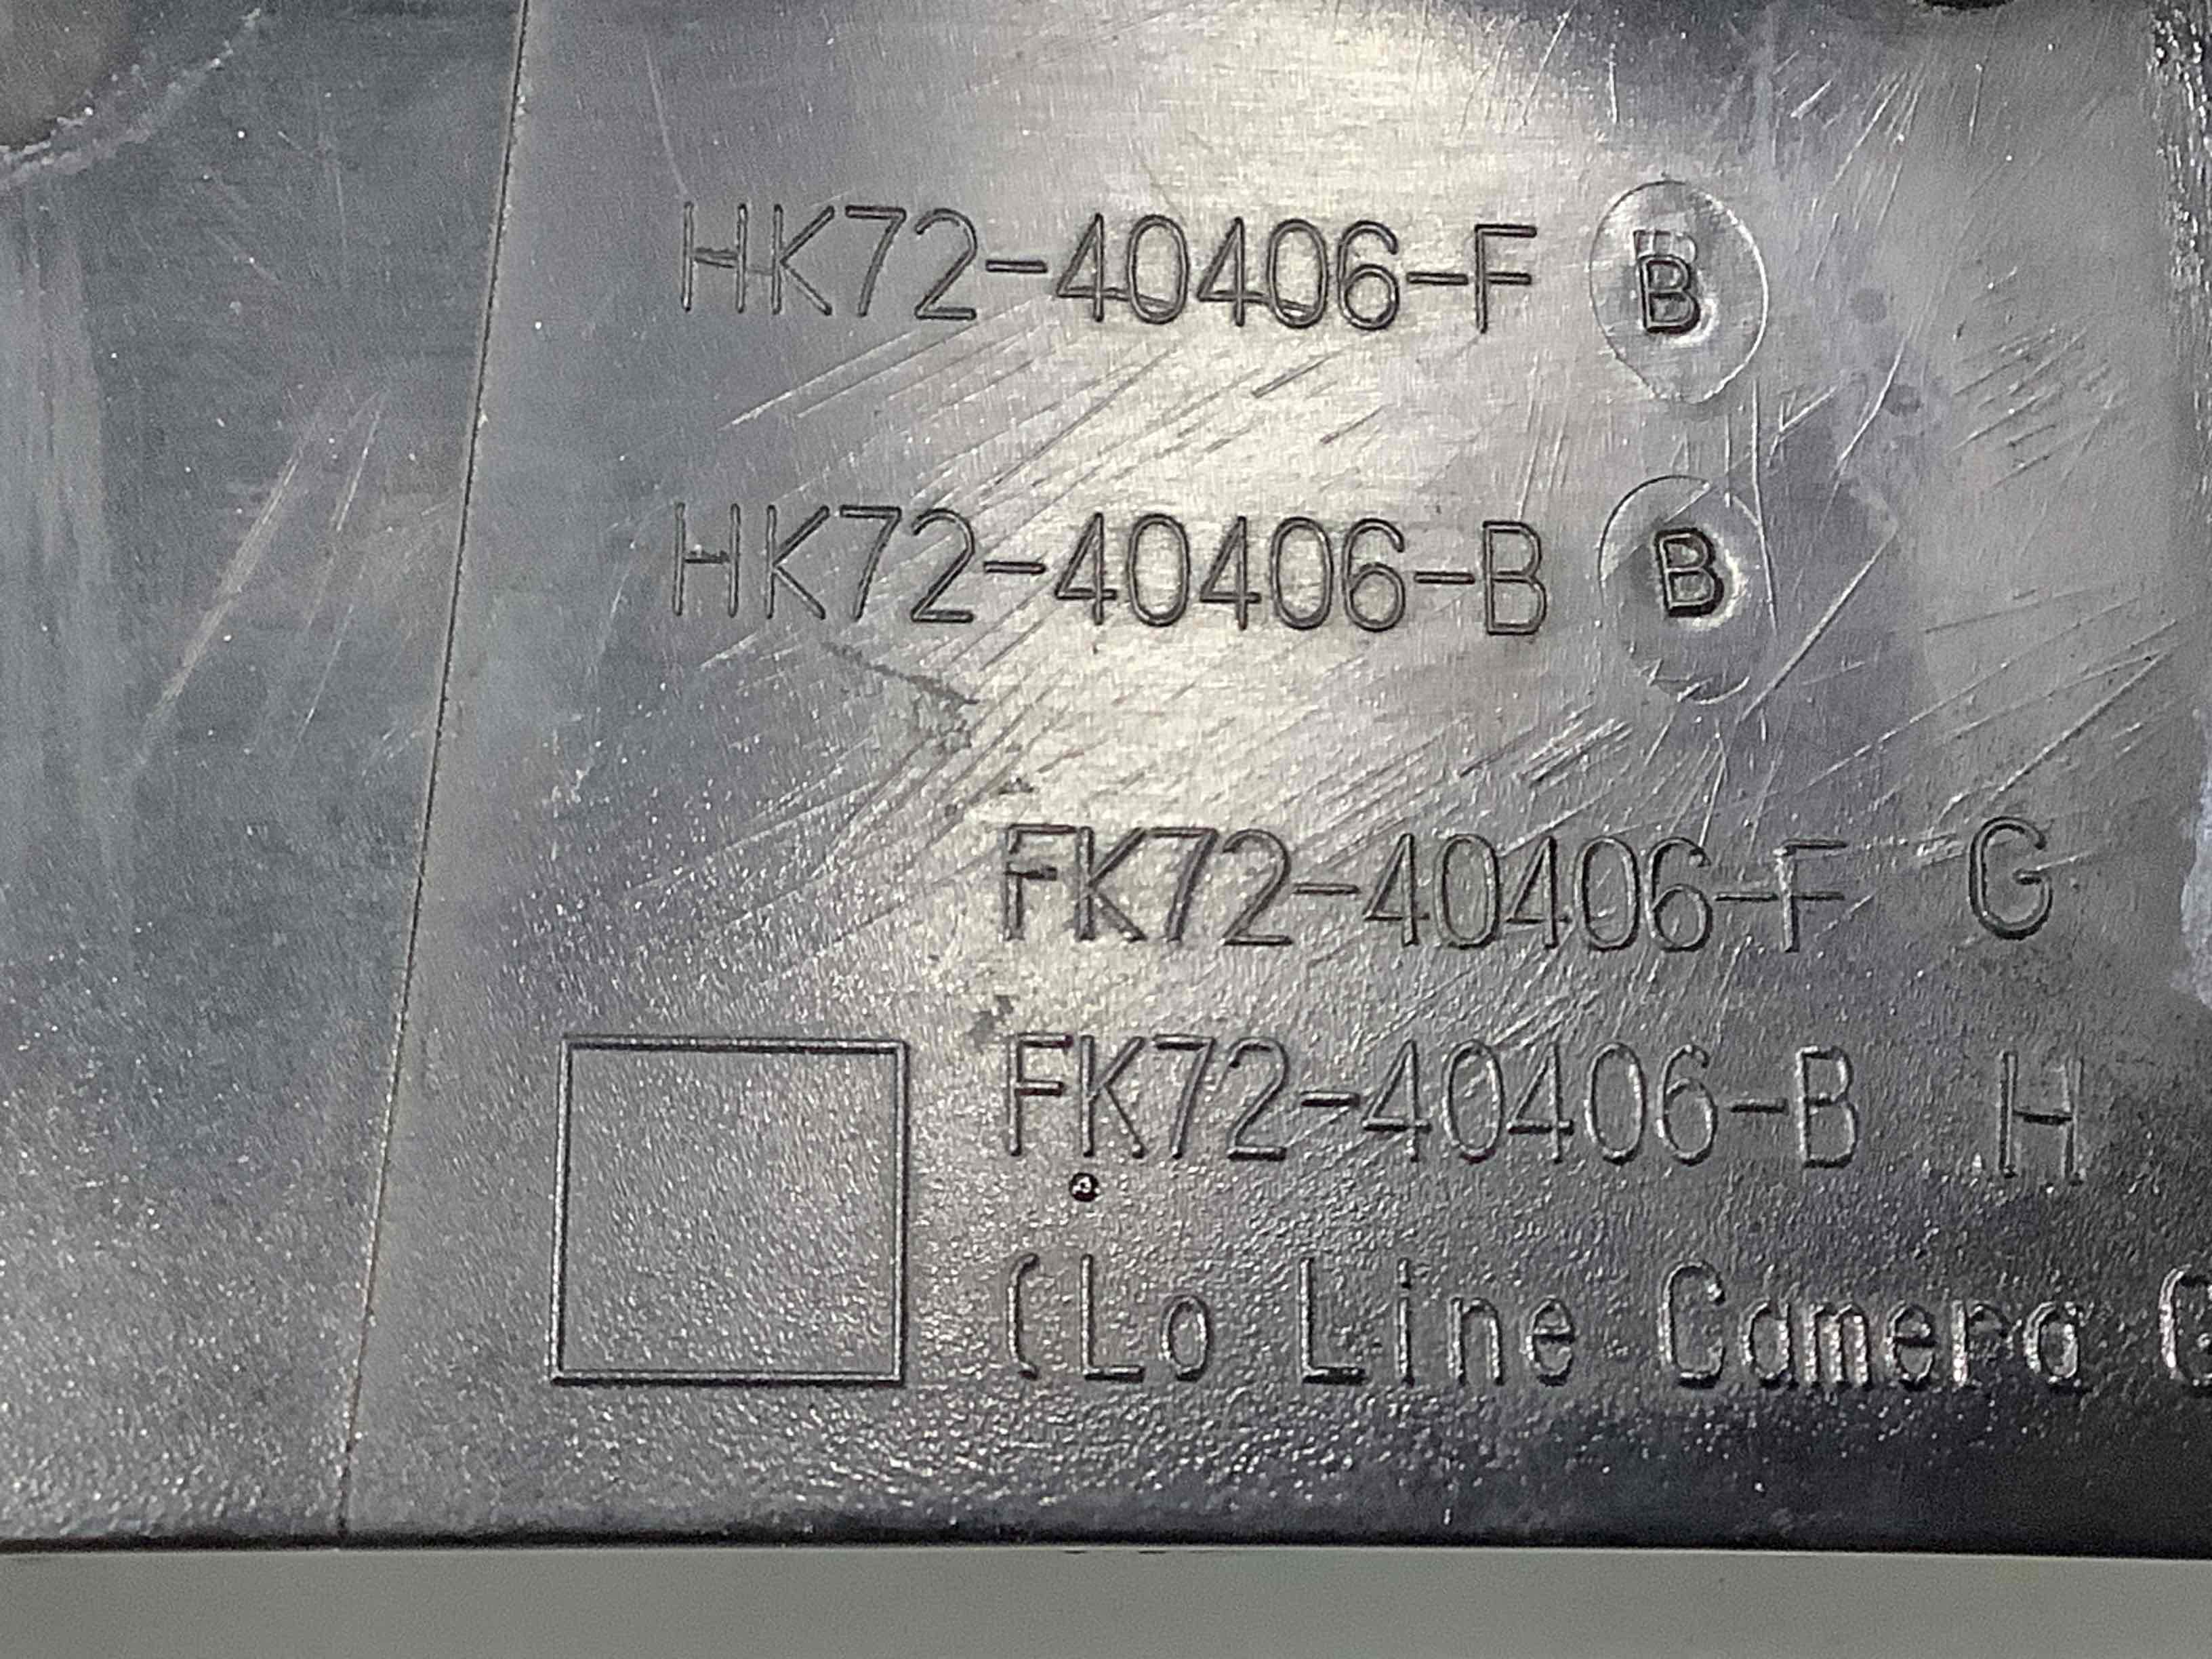 HK72-40406-F B
HK72-40406-B B
FK72-40406-F G
FK72-40406-B H
(Lo Line Camera